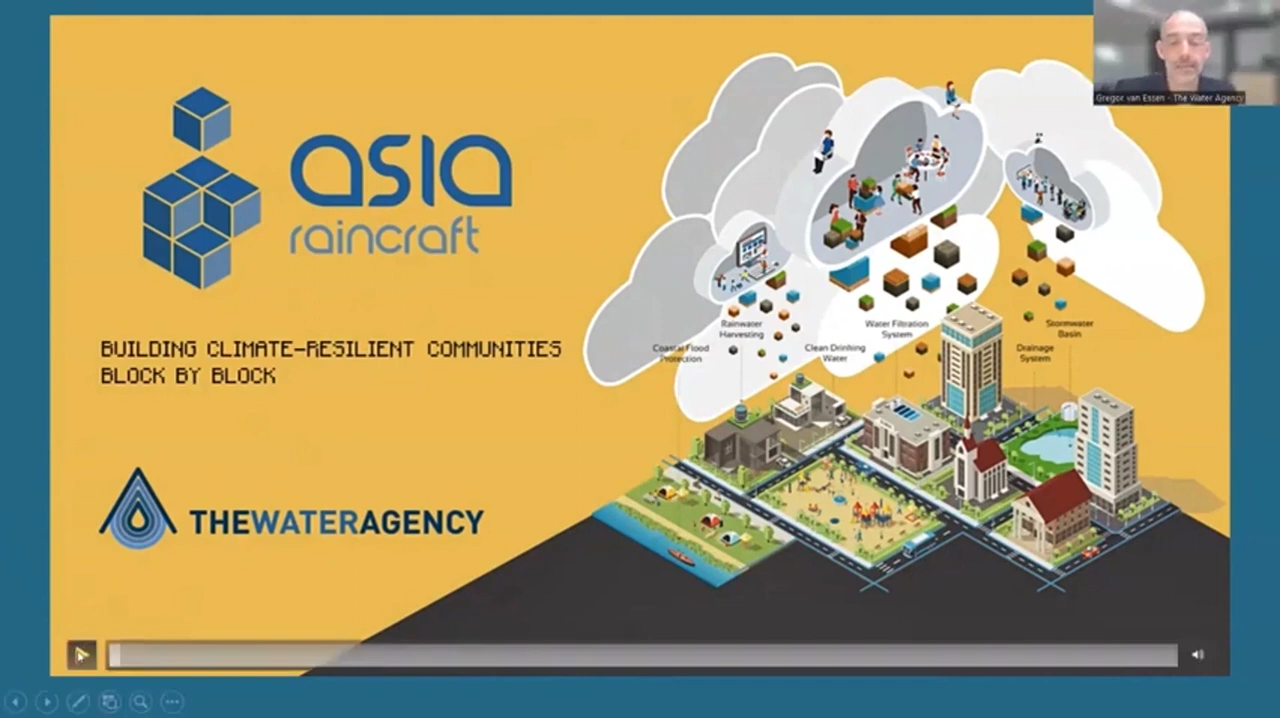 asia
raincraft
BUILDING CLIMATE-RESILIENT COMMUNITIES
BLOCK BY BLOCK
THEWATERAGENCY
Gregor van Essen - The Water Agency
Rainwater
Harvesting
Water Filtration
System
Stormwater
Basin
Coastal Flood
Protection
Clean Drinking
Water
Drainage
System